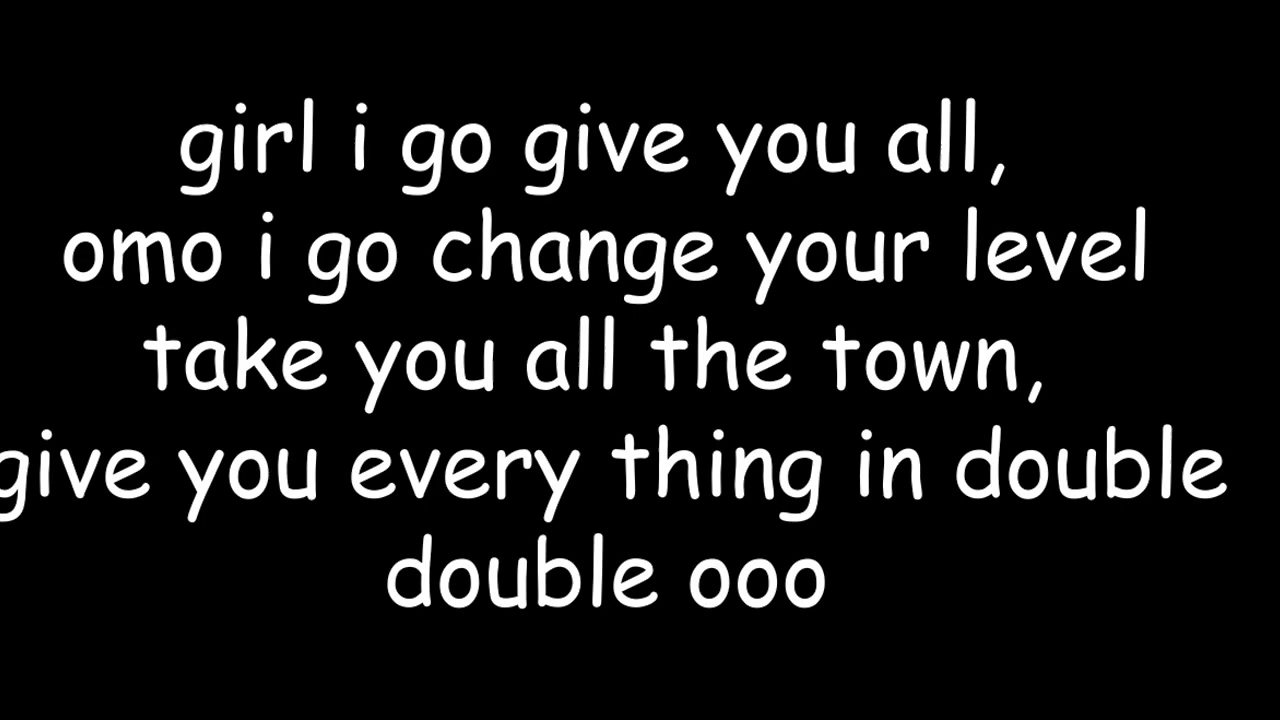 girl i go give you all,
omo i go change your level
take you all the town,
give you every thing in double
double ooo